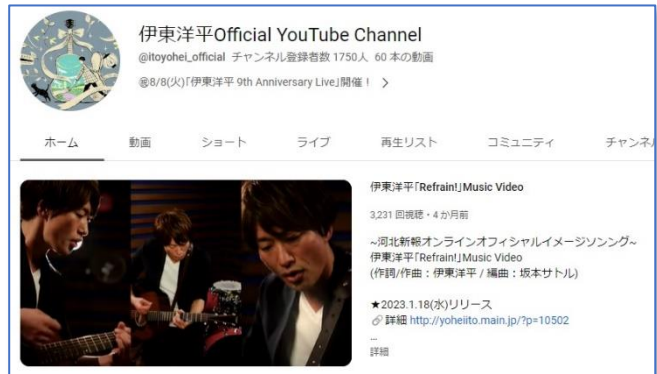 伊東洋平Official YouTube Channel
@itoyohei_official チャンネル登録者数 1750人 60 本の動画
㊗8/8(火)｢伊東洋平 9th Anniversary Live｣開催！ >
ホーム 動画 ショート ライブ 再生リスト コミュニティ チャンネル
伊東洋平｢Refrain!｣Music Video
3,231 回視聴・4 か月前
~河北新報オンラインオフィシャルイメージソンング~
伊東洋平｢Refrain!｣Music Video
(作詞/作曲：伊東洋平 / 編曲：坂本サトル)
★2023.1.18(水)リリース
詳細 http://yoheiito.main.jp/?p=10502
...
詳細